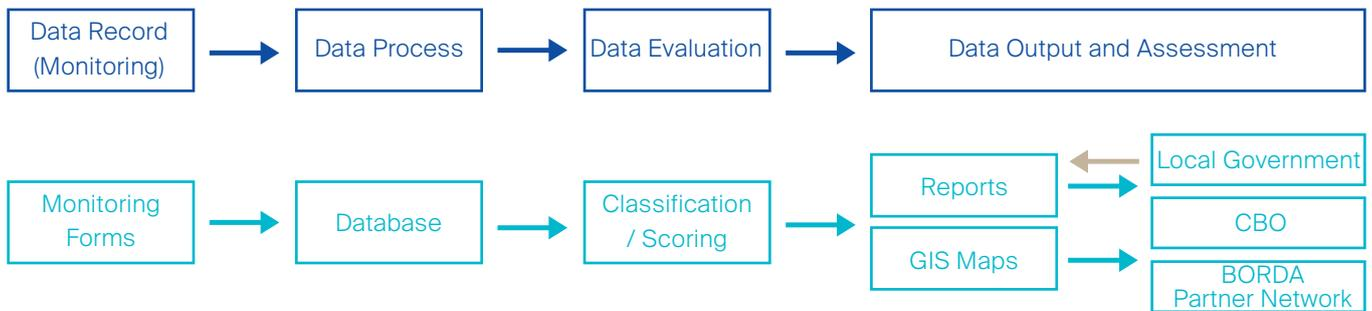 Data Record
(Monitoring)
Data Process
Data Evaluation
Data Output and Assessment
Monitoring
Forms
Database
Classification
/ Scoring
Reports
GIS Maps
Local Government
CBO
BORDA
Partner Network